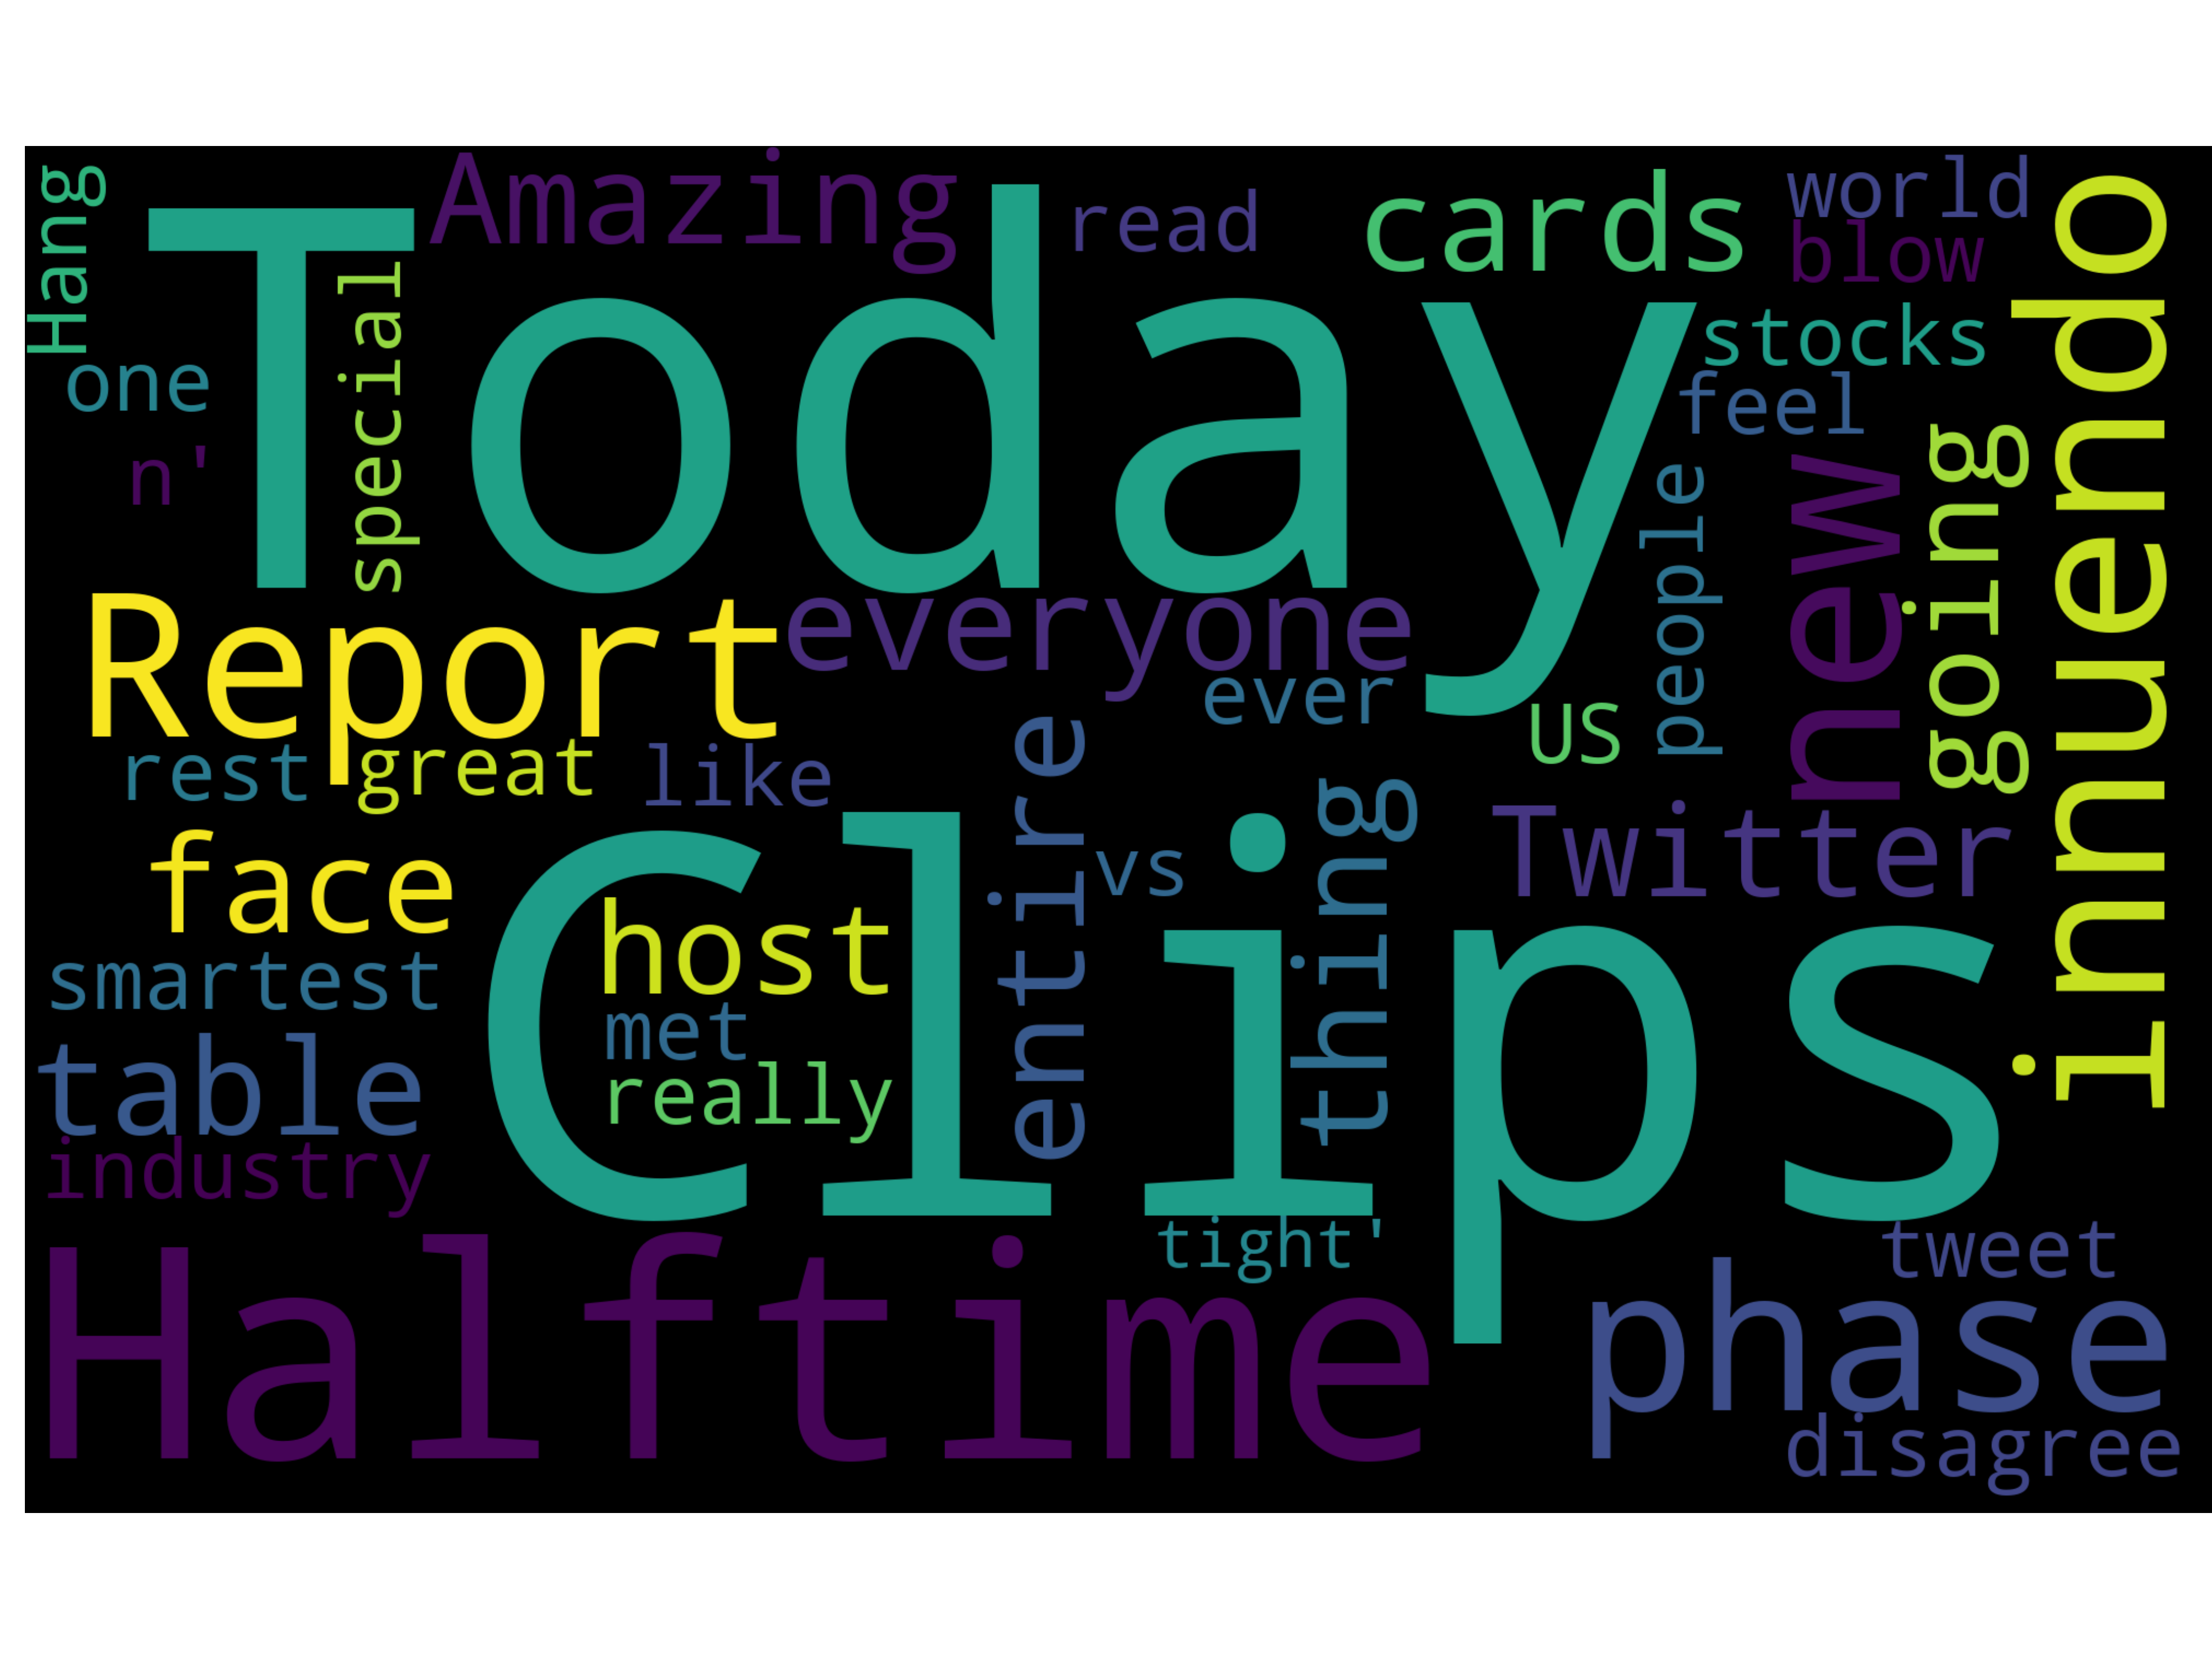 Hang
Amazing
read
cards
world
blow
Today
stocks
innuendo
special
one
feel
n'
people
new
going
Report
everyone
ever
us
rest
great
like
entire
thing
Twitter
face
vs
Clips
host
smartest
met
table
really
industry
tight'
tweet
Halftime
phase
disagree